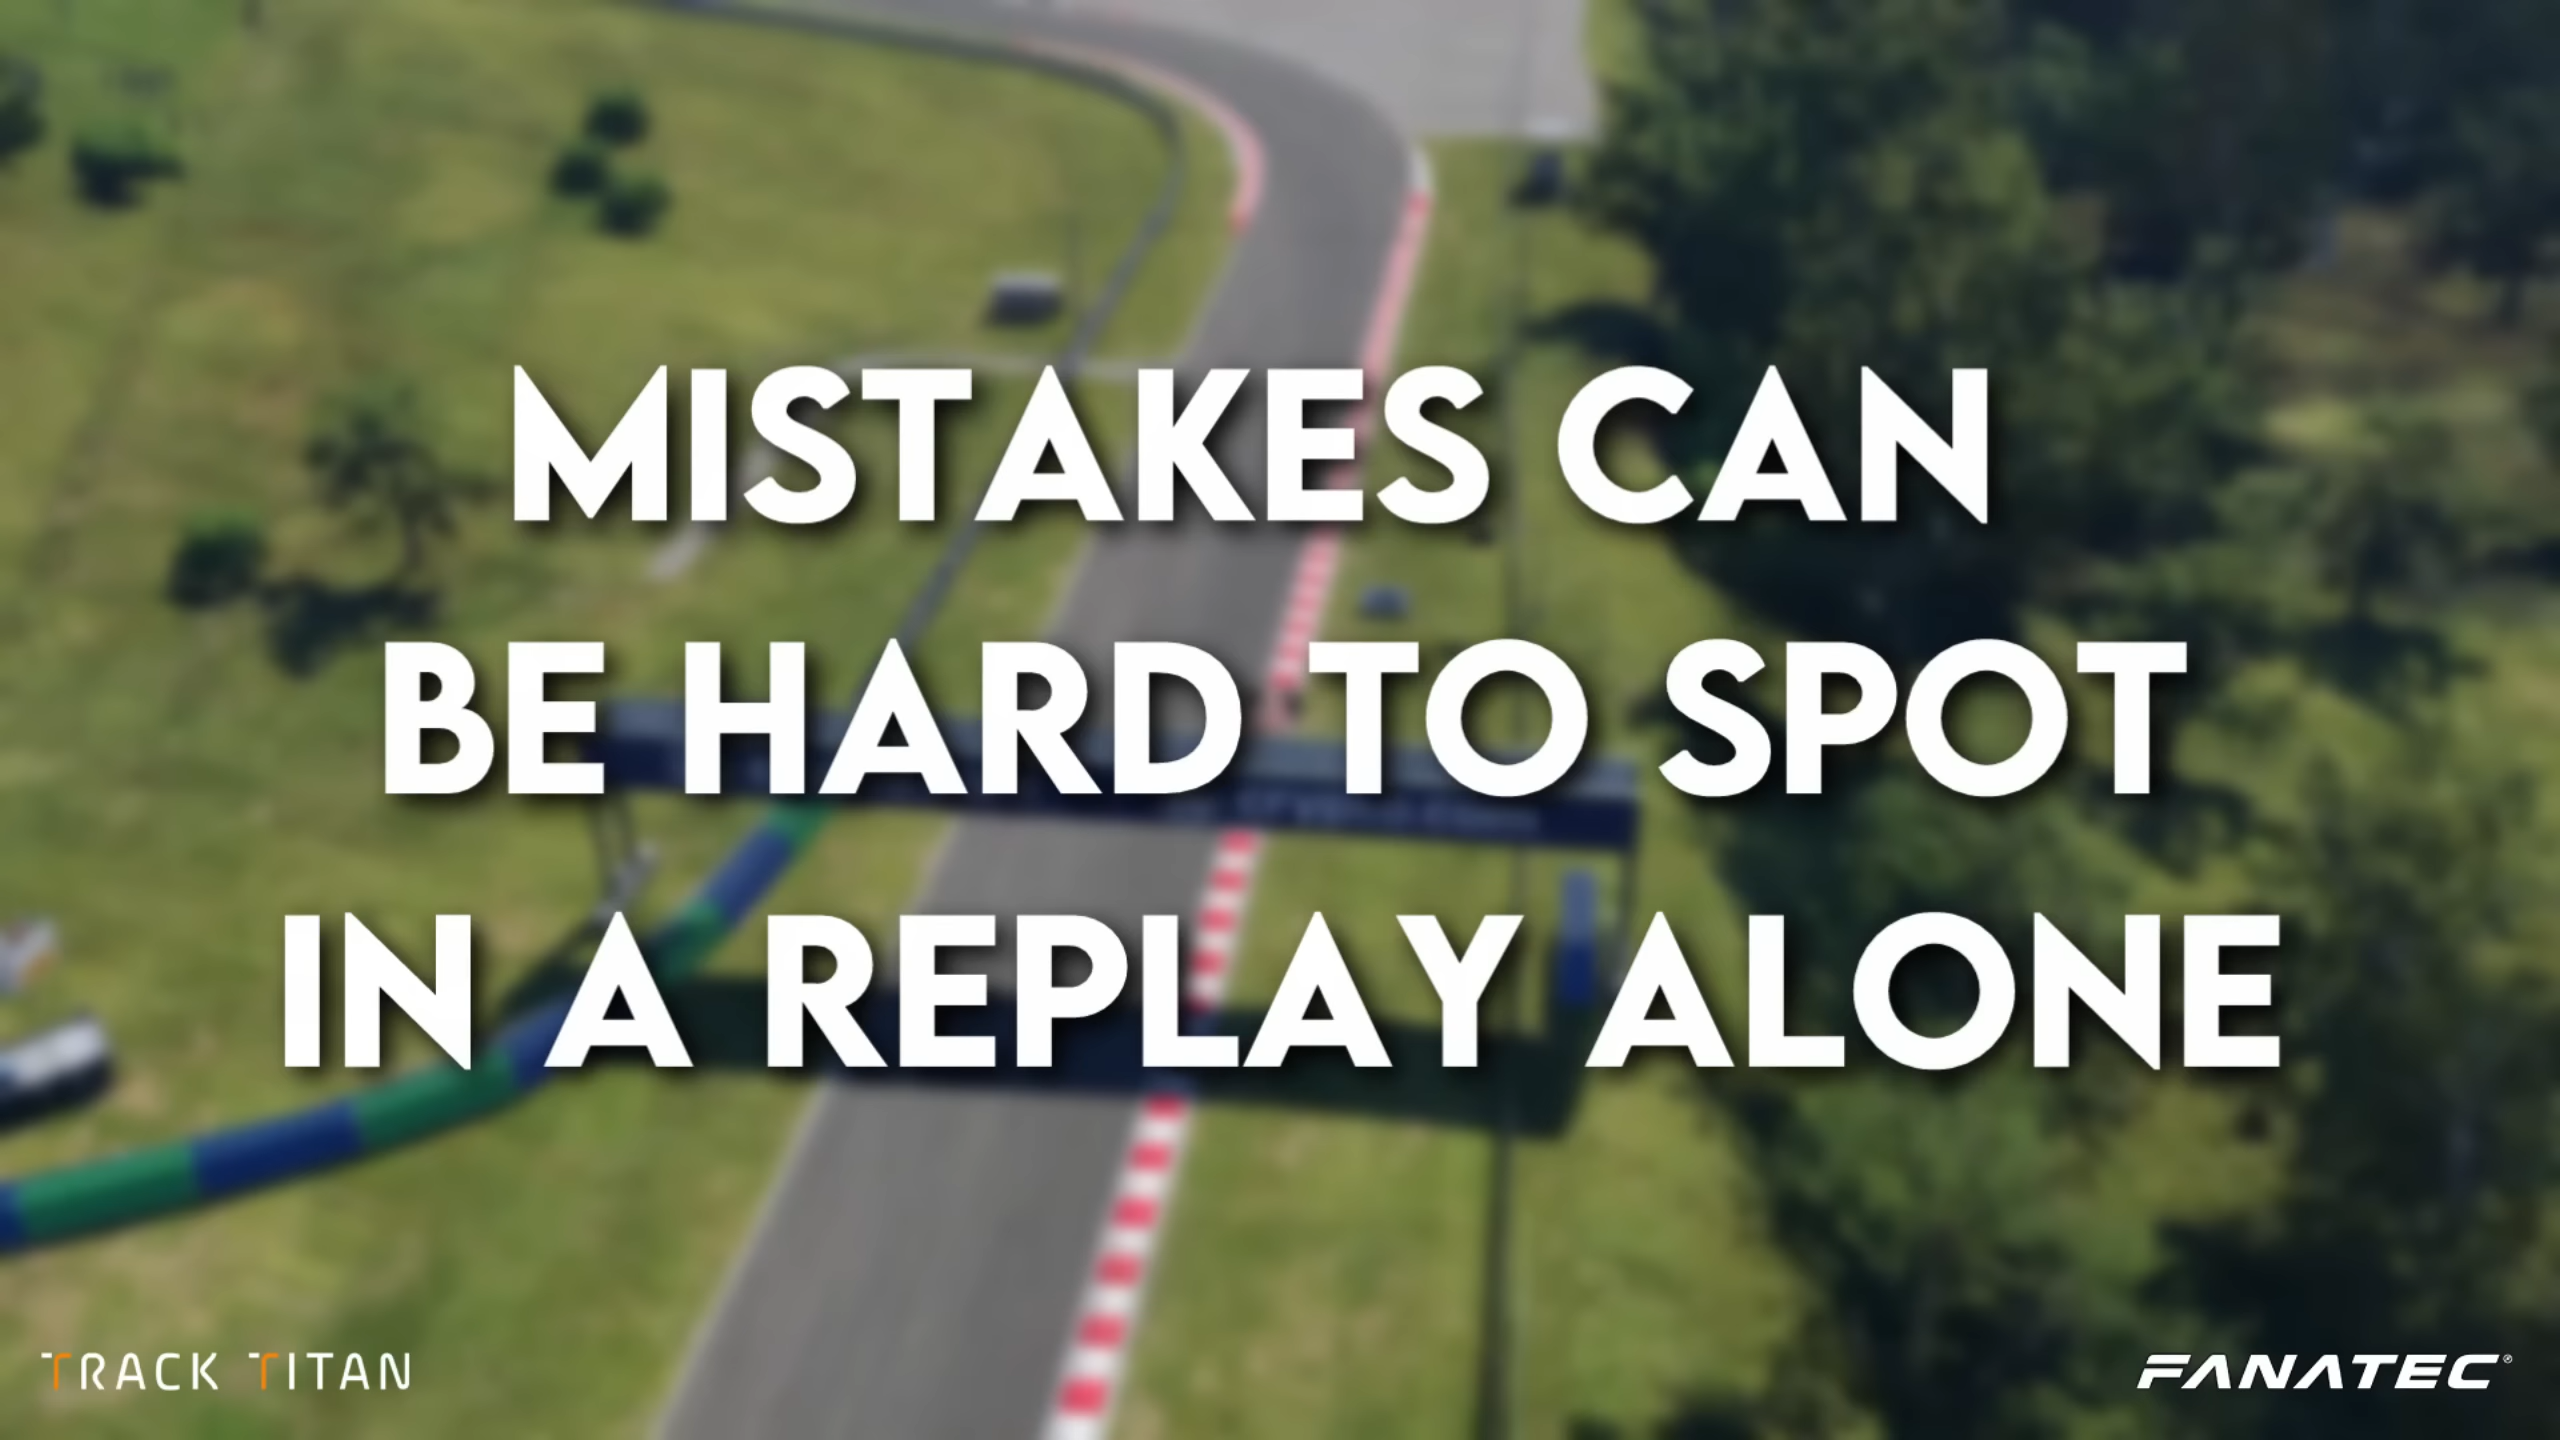 MISTAKES CAN
BE HARD TO SPOT
IN A REPLAY ALONE
TRACK TITAN
FANATEC®